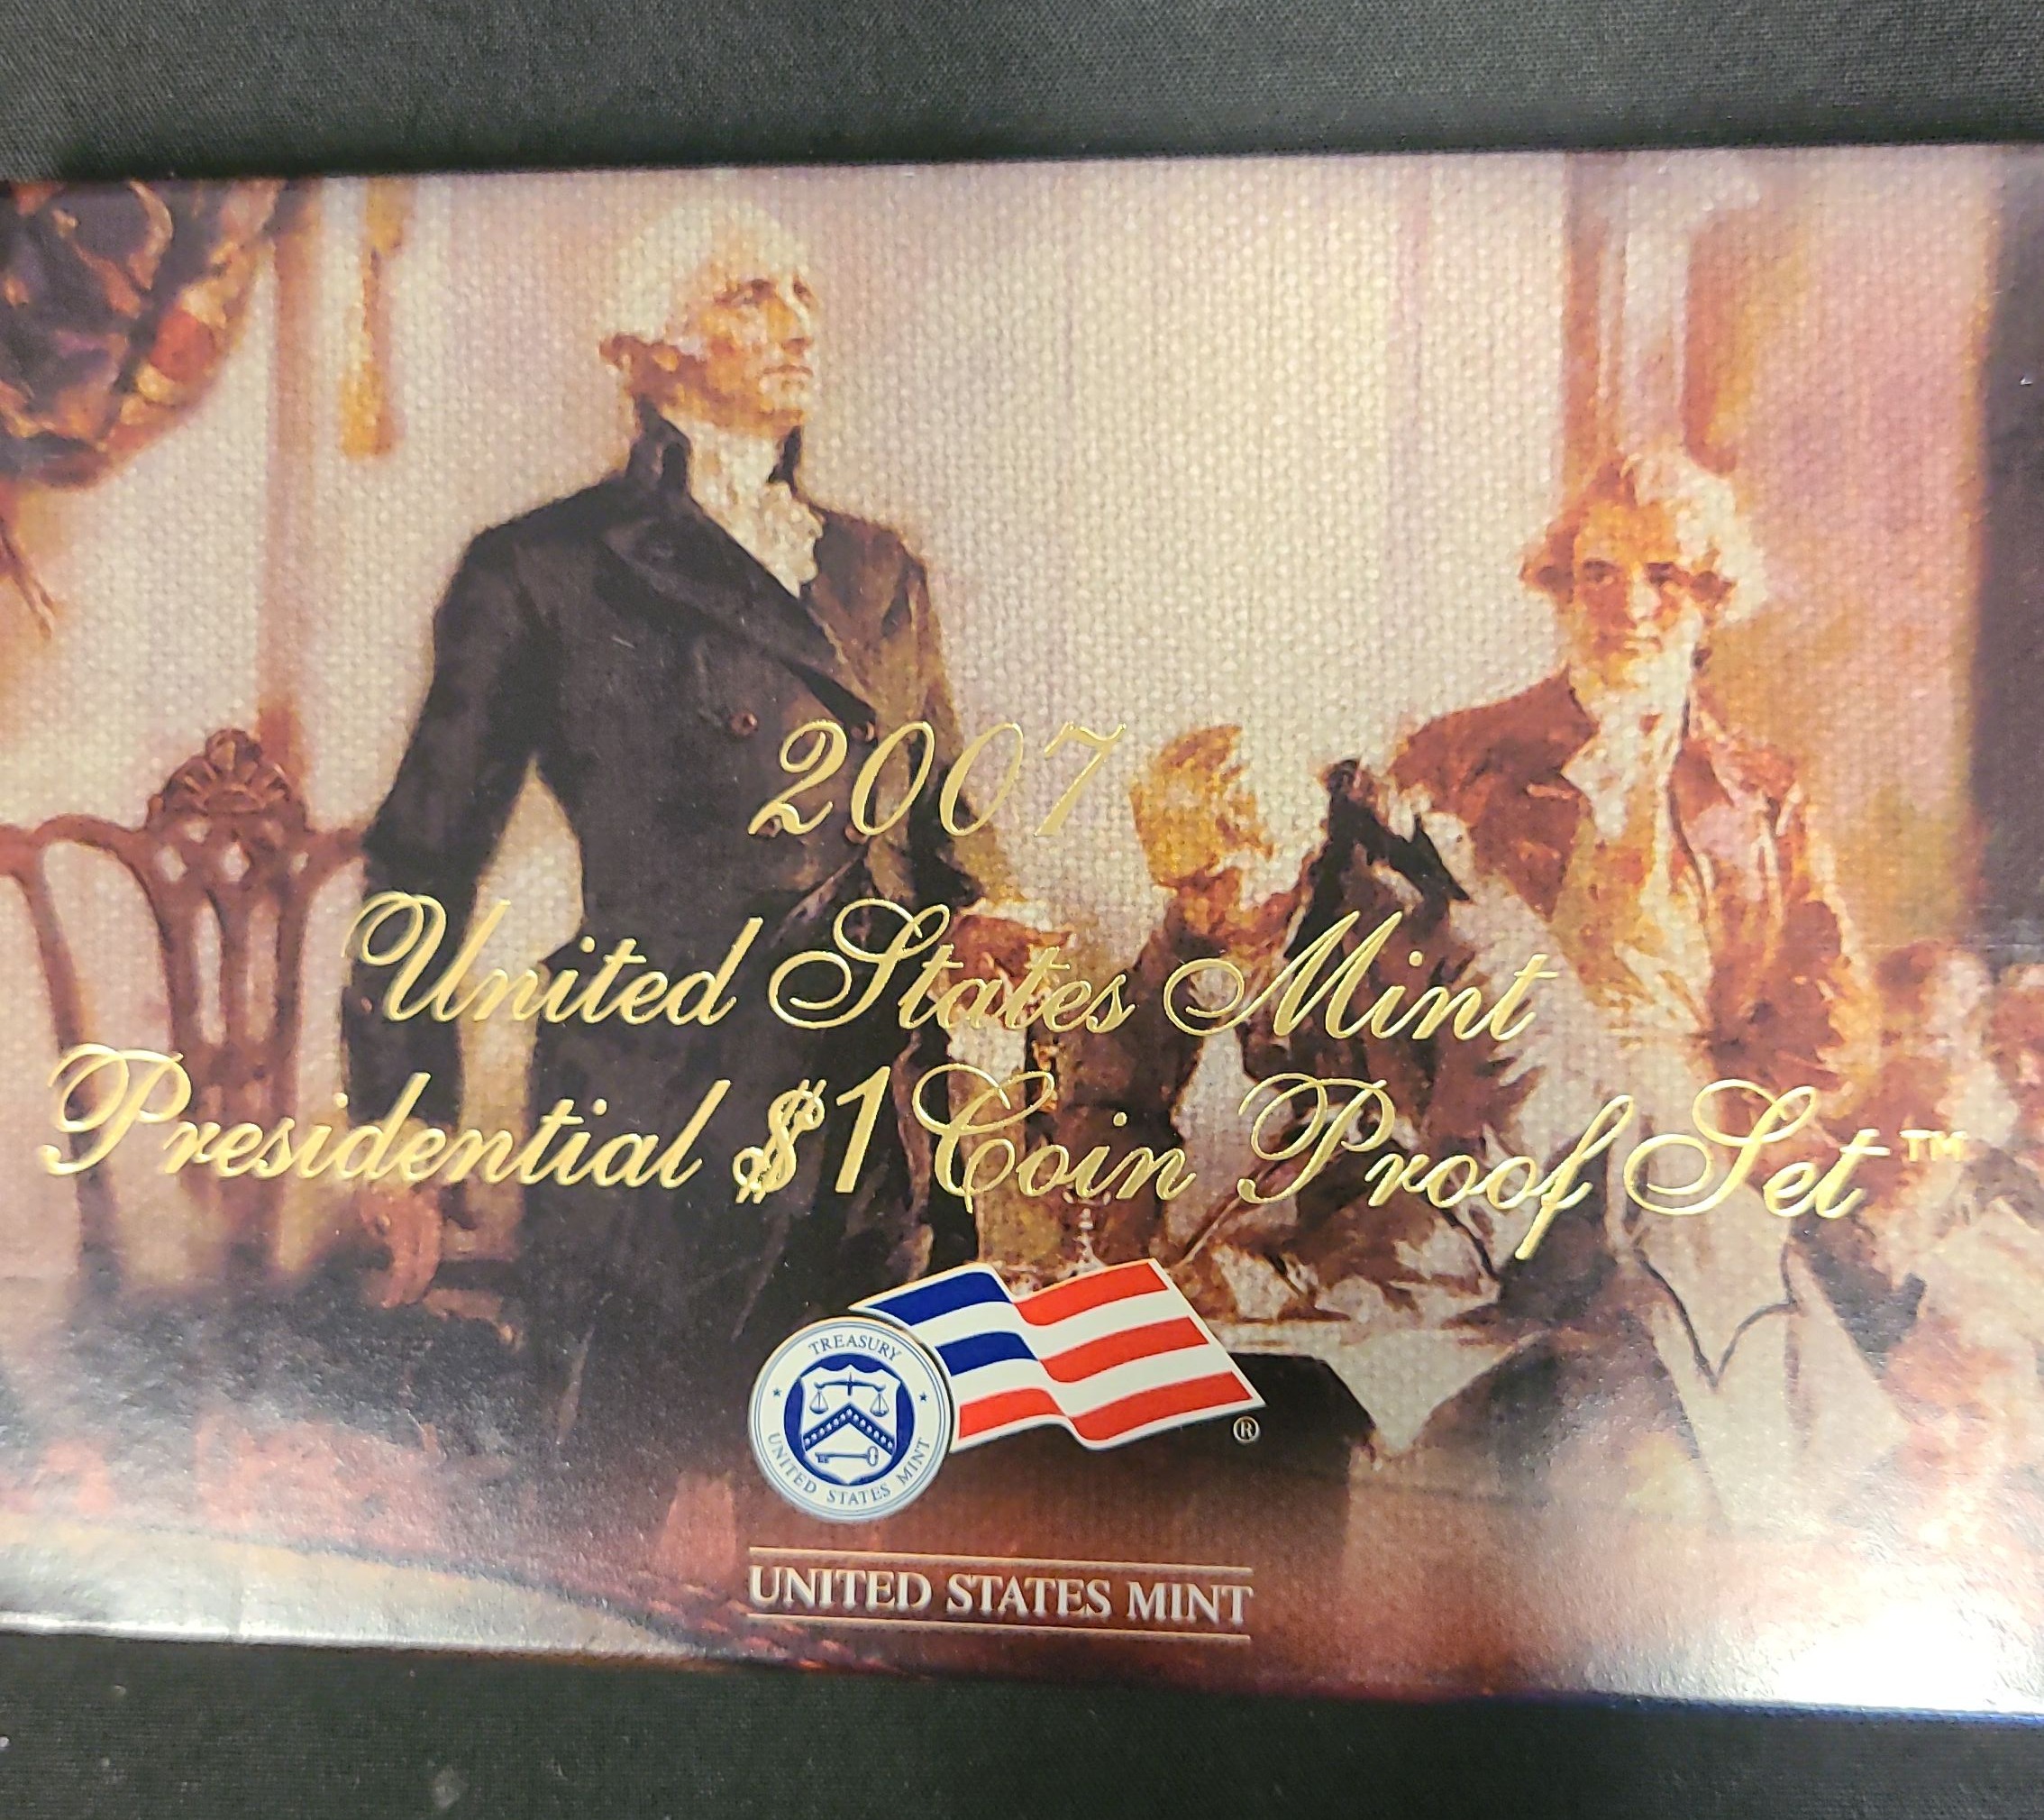 2007
United States Mint
Presidential $1 Coin Proof Set™
TREASURY
UNITED STATES MINT
®
UNITED STATES MINT